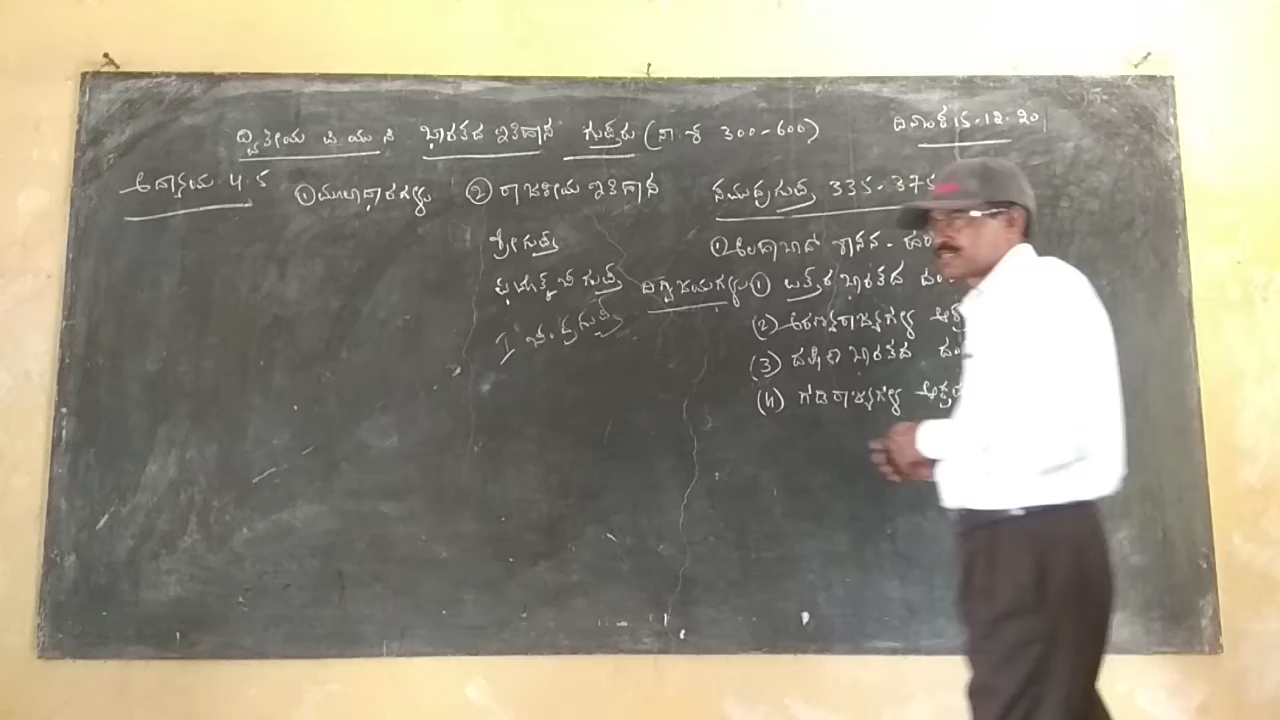 ದ್ವಿತೀಯ ಪಿ ಯು ಸಿ ಭಾರತದ ಇತಿಹಾಸ ಗುಪ್ತರು (ಸಾ. ಶ 300-600)
ದಿನಾಂಕ 15.12.20
ಅಧ್ಯಾಯ 4.5
① ಮೂಲಾಧಾರಗಳು
② ರಾಜಕೀಯ ಇತಿಹಾಸ
ಶ್ರೀಗುಪ್ತ
ಘಟೋತ್ಕಚ ಗುಪ್ತ
I ಚಂದ್ರಗುಪ್ತ
ಸಮುದ್ರಗುಪ್ತ 335-375
① ಅಲಹಾಬಾದ್ ಶಾಸನ -
ದಿಗ್ವಿಜಯಗಳು ① ಉತ್ತರ ಭಾರತದ
(2) ಅರಣ್ಯರಾಜ್ಯಗಳ
(3) ದಕ್ಷಿಣ ಭಾರತದ
(4) ಗಡಿರಾಜ್ಯಗಳ